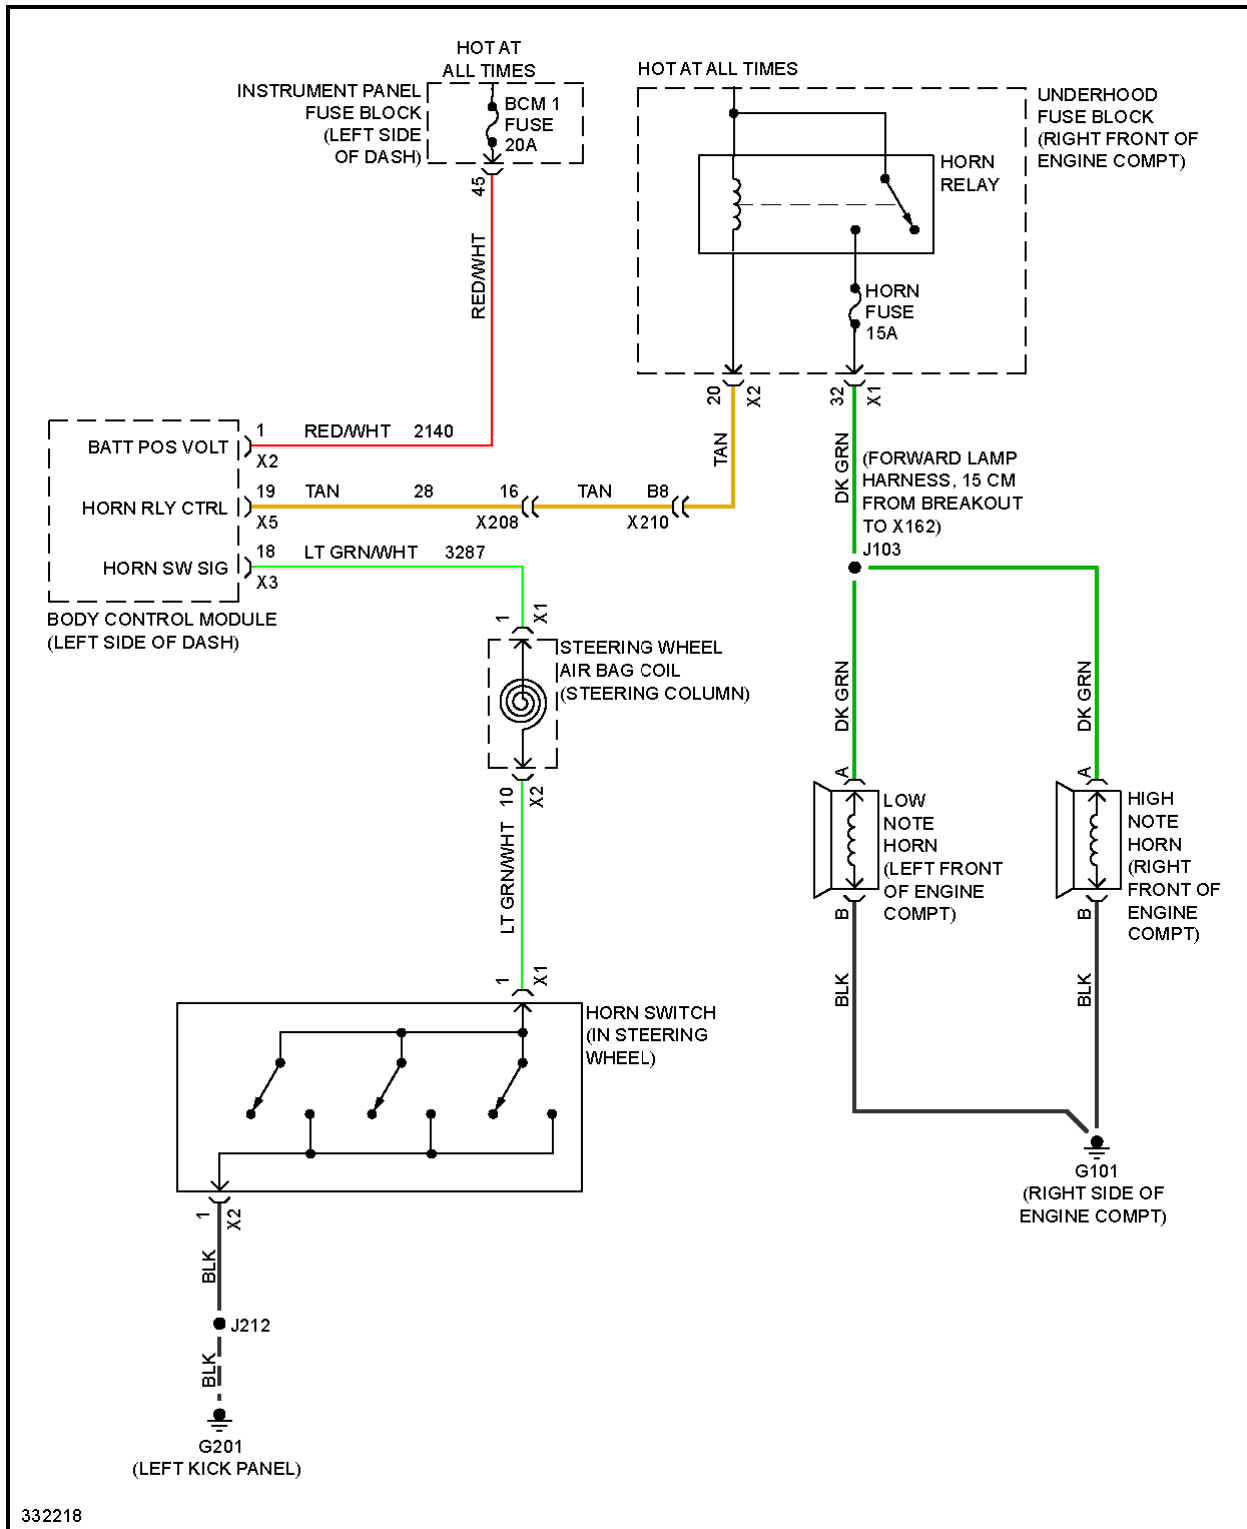 HOT AT
ALL TIMES
INSTRUMENT PANEL
FUSE BLOCK
(LEFT SIDE
OF DASH)
BCM 1
FUSE
20A
45
RED/WHT
HOT AT ALL TIMES
UNDERHOOD
FUSE BLOCK
(RIGHT FRONT OF
ENGINE COMPT)
HORN
RELAY
HORN
FUSE
15A
20
X2
32
X1
TAN
DK GRN
(FORWARD LAMP
HARNESS, 15 CM
FROM BREAKOUT
TO X162)
J103
BATT POS VOLT
1
X2
RED/WHT 2140
HORN RLY CTRL
19
X5
TAN 28
16
X208
TAN
B8
X210
HORN SW SIG
18
X3
LT GRN/WHT 3287
BODY CONTROL MODULE
(LEFT SIDE OF DASH)
1
X1
STEERING WHEEL
AIR BAG COIL
(STEERING COLUMN)
10
X2
LT GRN/WHT
1
X1
DK GRN
DK GRN
A
A
LOW
NOTE
HORN
(LEFT FRONT
OF ENGINE
COMPT)
HIGH
NOTE
HORN
(RIGHT
FRONT OF
ENGINE
COMPT)
B
B
BLK
BLK
HORN SWITCH
(IN STEERING
WHEEL)
G101
(RIGHT SIDE OF
ENGINE COMPT)
1
X2
BLK
J212
BLK
G201
(LEFT KICK PANEL)
332218